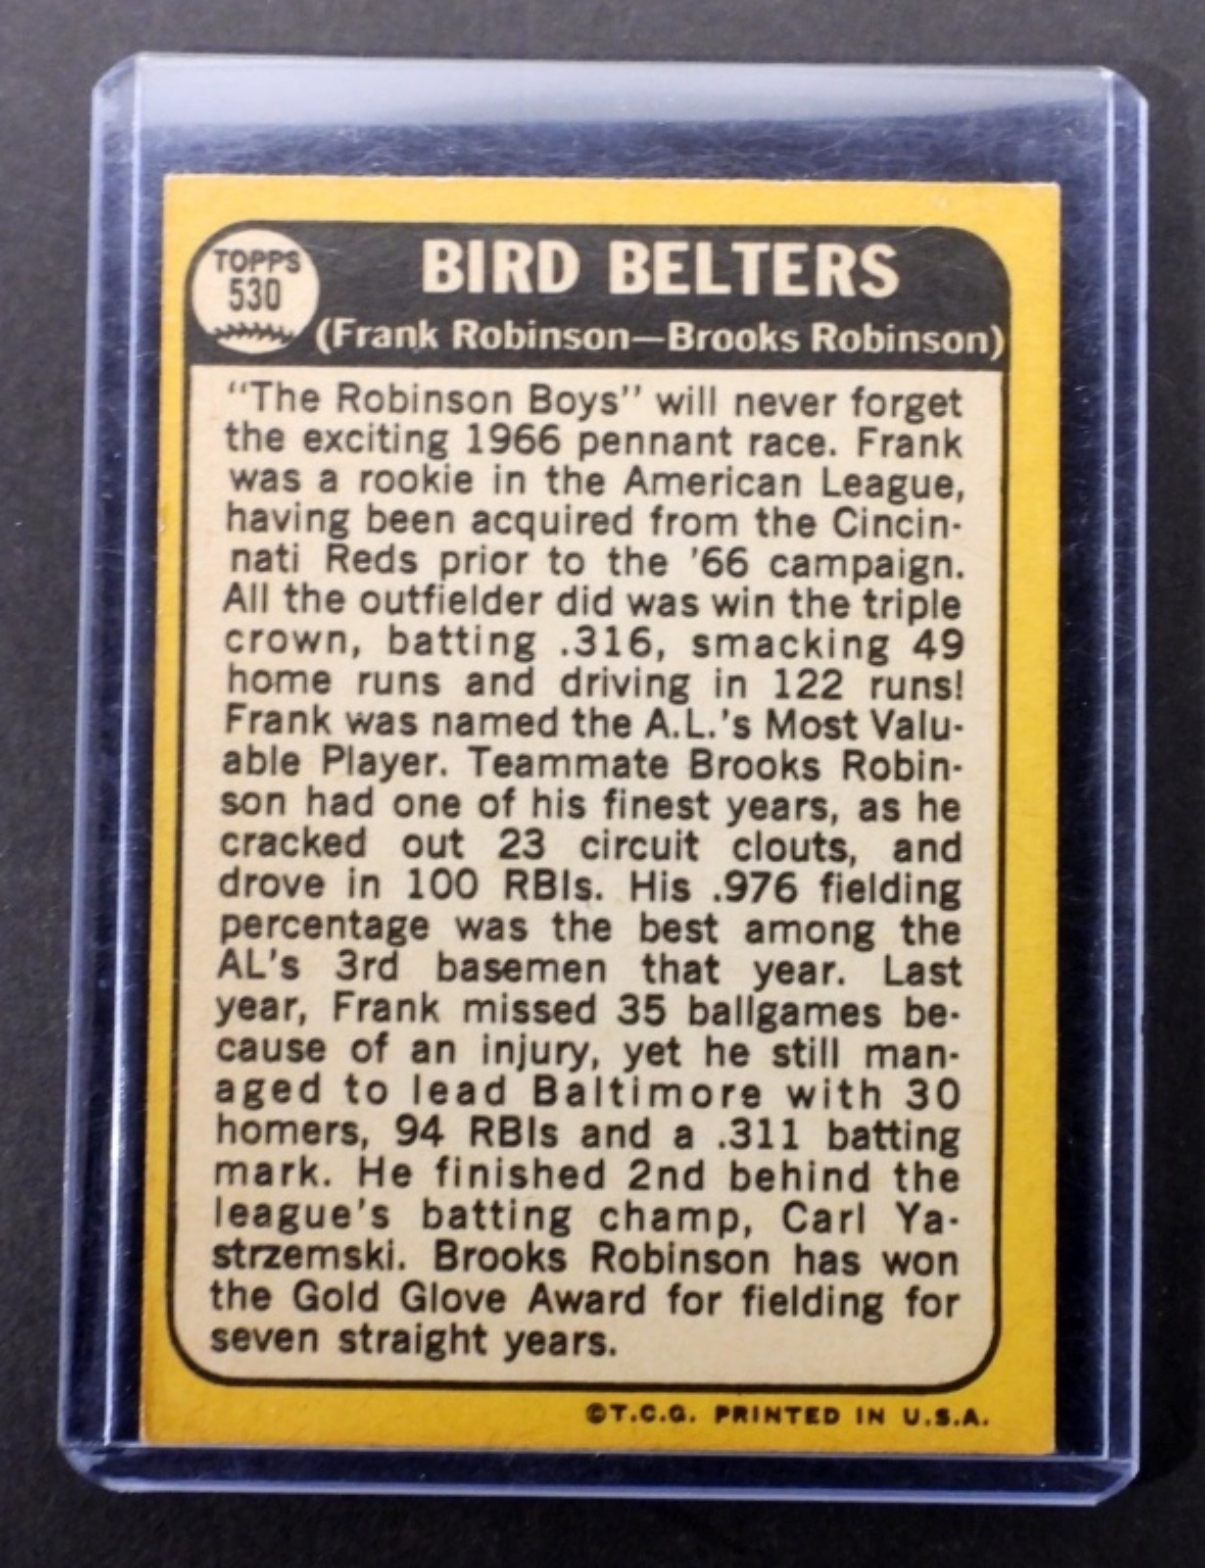 TOPPS
530
BIRD BELTERS
(Frank Robinson—Brooks Robinson)
"The Robinson Boys" will never forget
the exciting 1966 pennant race. Frank
was a rookie in the American League,
having been acquired from the Cincin-
nati Reds prior to the '66 campaign.
All the outfielder did was win the triple
crown, batting .316, smacking 49
home runs and driving in 122 runs!
Frank was named the A.L.'s Most Valu-
able Player. Teammate Brooks Robin-
son had one of his finest years, as he
cracked out 23 circuit clouts, and
drove in 100 RBIs. His .976 fielding
percentage was the best among the
AL's 3rd basemen that year. Last
year, Frank missed 35 ballgames be-
cause of an injury, yet he still man-
aged to lead Baltimore with 30
homers, 94 RBIs and a .311 batting
mark. He finished 2nd behind the
league's batting champ, Carl Ya-
strzemski. Brooks Robinson has won
the Gold Glove Award for fielding for
seven straight years.
©T.C.G. PRINTED IN U.S.A.